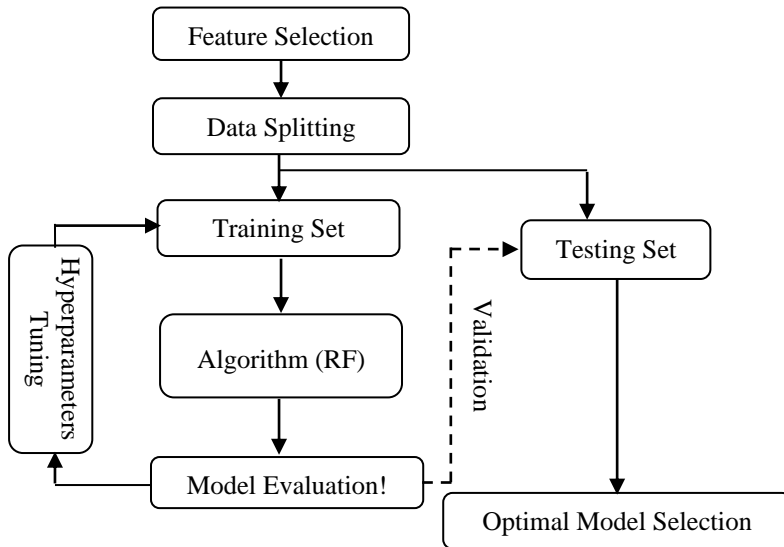 Feature Selection
Data Splitting
Training Set
Testing Set
Hyperparameters
Tuning
Validation
Algorithm (RF)
Model Evaluation!
Optimal Model Selection